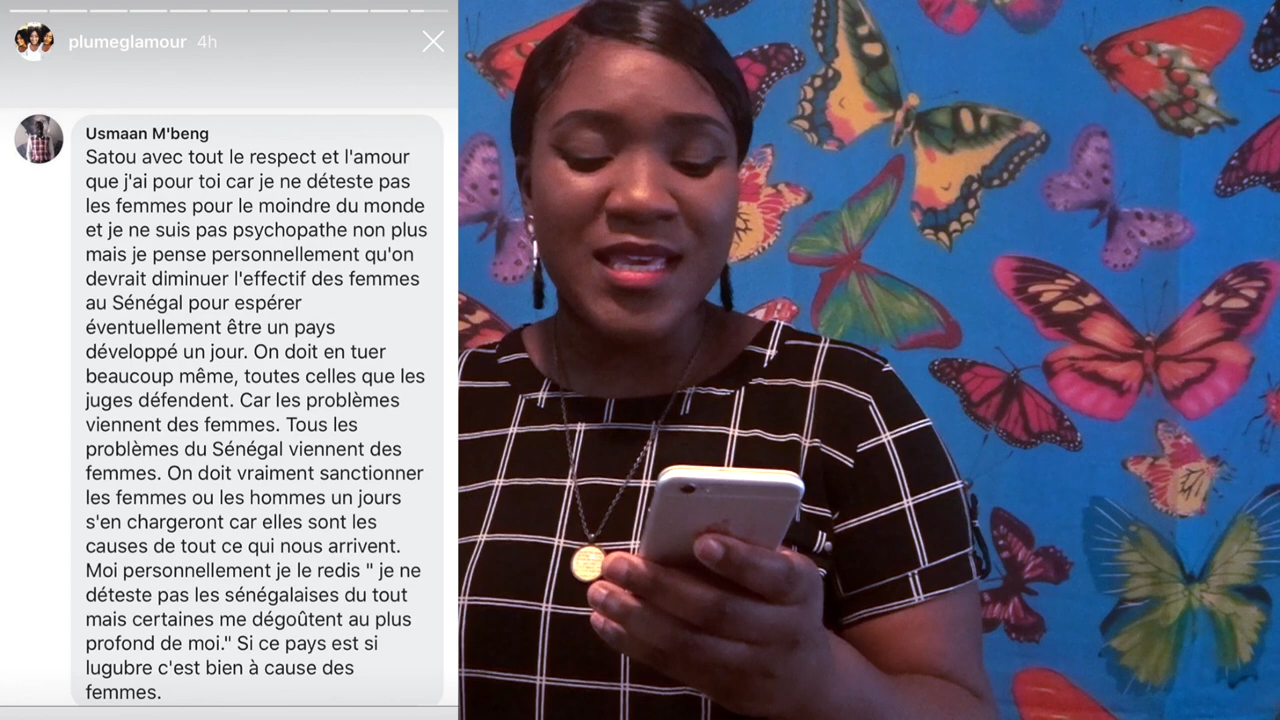 plumeglamour 4h
Usmaan M'beng
Satou avec tout le respect et l'amour
que j'ai pour toi car je ne déteste pas
les femmes pour le moindre du monde
et je ne suis pas psychopathe non plus
mais je pense personnellement qu'on
devrait diminuer l'effectif des femmes
au Sénégal pour espérer
éventuellement être un pays
développé un jour. On doit en tuer
beaucoup même, toutes celles que les
juges défendent. Car les problèmes
viennent des femmes. Tous les
problèmes du Sénégal viennent des
femmes. On doit vraiment sanctionner
les femmes ou les hommes un jours
s'en chargeront car elles sont les
causes de tout ce qui nous arrivent.
Moi personnellement je le redis " je ne
déteste pas les sénégalaises du tout
mais certaines me dégoûtent au plus
profond de moi." Si ce pays est si
lugubre c'est bien à cause des
femmes.